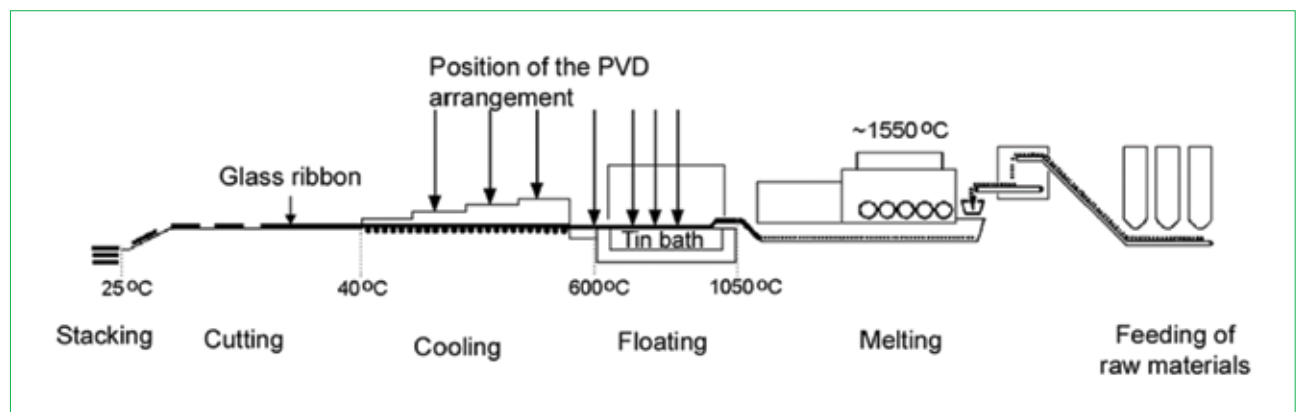 Position of the PVD
arrangement
~1550 ºC
Glass ribbon
Tin bath
25 ºC
40 ºC
600 ºC
1050 ºC
Stacking
Cutting
Cooling
Floating
Melting
Feeding of
raw materials